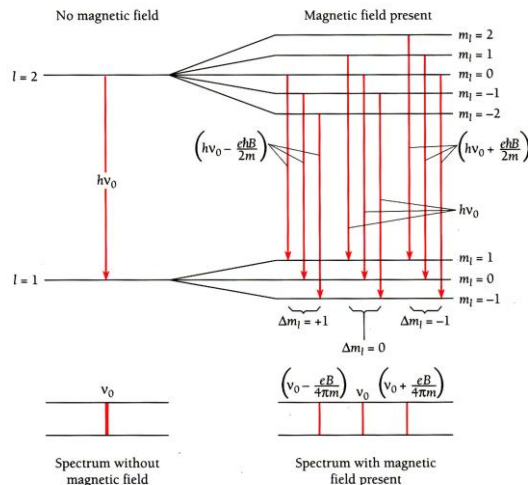 No magnetic field
Magnetic field present
l = 2
m_l = 2
m_l = 1
m_l = 0
m_l = −1
m_l = −2
hν₀
(hν₀ − eħB/2m)
(hν₀ + eħB/2m)
hν₀
l = 1
m_l = 1
m_l = 0
m_l = −1
Δm_l = +1
Δm_l = 0
Δm_l = −1
ν₀
(ν₀ − eB/4πm)
ν₀
(ν₀ + eB/4πm)
Spectrum without
magnetic field
Spectrum with magnetic
field present